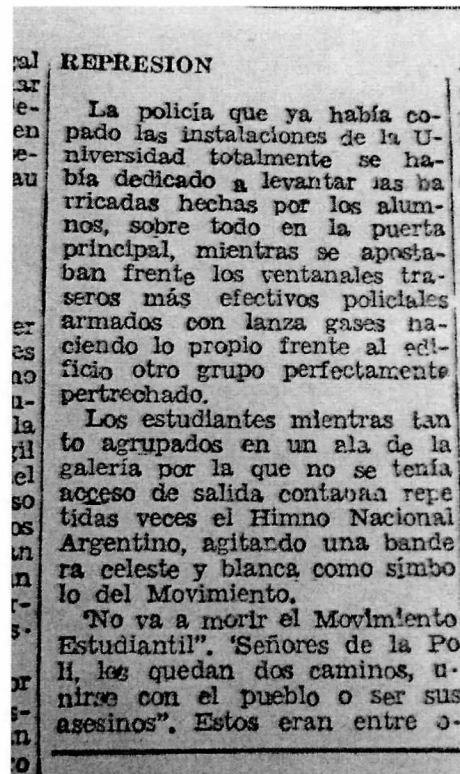 REPRESION
La policía que ya había co-
pado las instalaciones de la U-
niversidad totalmente se ha-
bía dedicado a levantar las ba
rricadas hechas por los alum-
nos, sobre todo en la puerta
principal, mientras se aposta-
ban frente los ventanales tra-
seros más efectivos policiales
armados con lanza gases ha-
ciendo lo propio frente al edi-
ficio otro grupo perfectamente
pertrechado.
Los estudiantes mientras tan
to agrupados en un ala de la
galería por la que no se tenía
acceso de salida contaban repe
tidas veces el Himno Nacional
Argentino, agitando una bande
ra celeste y blanca como símbo
lo del Movimiento.
'No va a morir el Movimiento
Estudiantil". 'Señores de la Po
li, les quedan dos caminos, u-
nirse con el pueblo o ser sus
asesinos". Estos eran entre o-